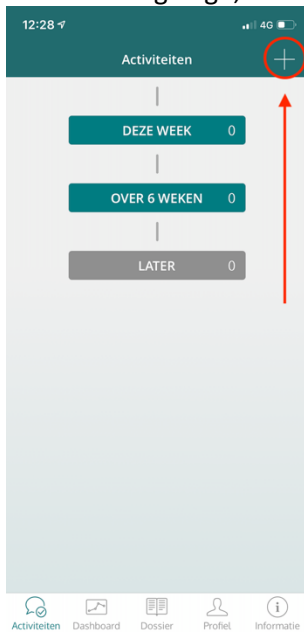 12:28 4G
Activiteiten
DEZE WEEK 0
OVER 6 WEKEN 0
LATER 0
Activiteiten Dashboard Dossier Profiel Informatie